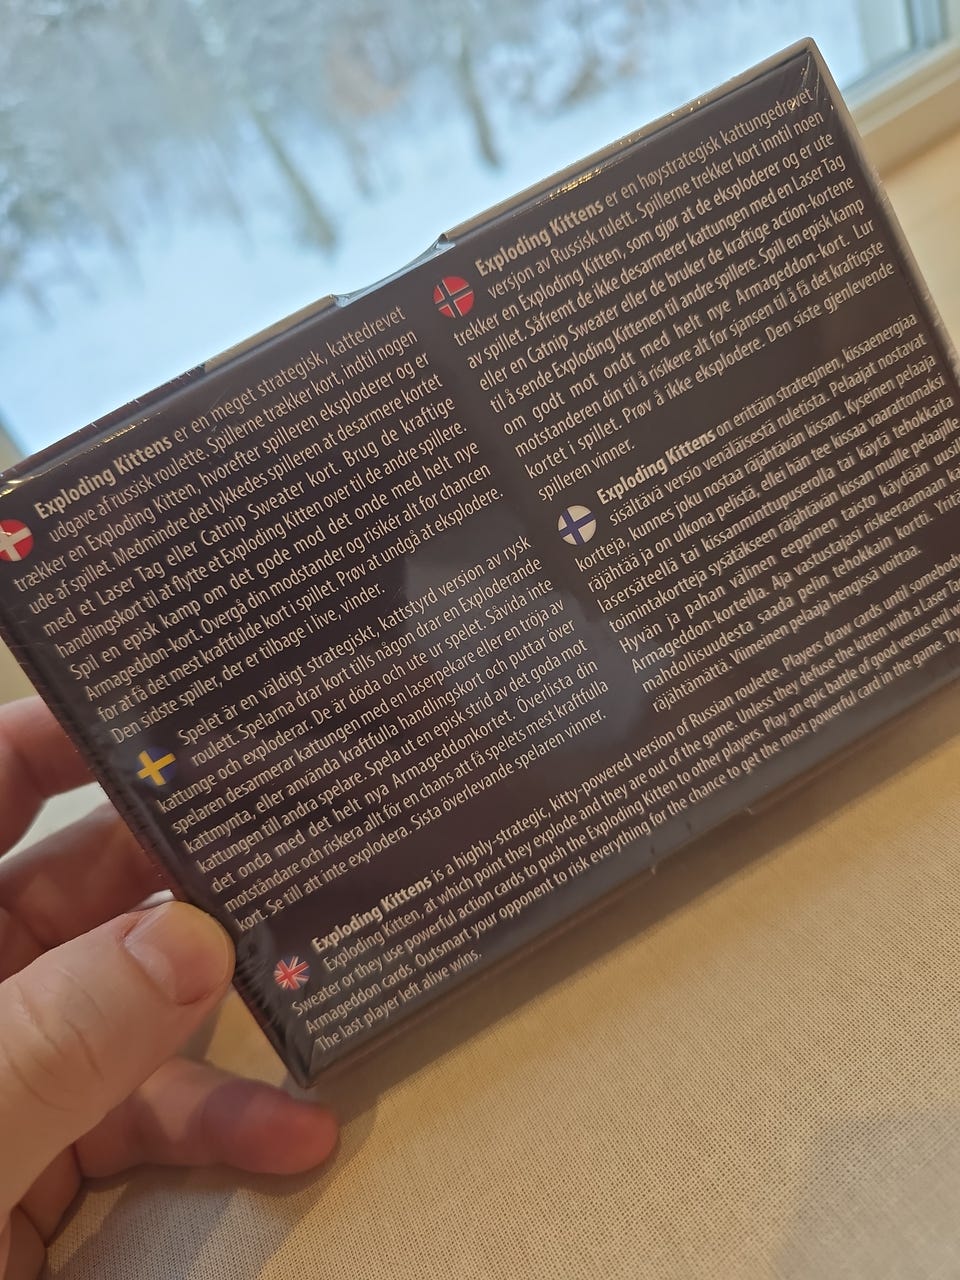 Exploding Kittens er en meget strategisk, kattedrevet
udgave af russisk roulette. Spillerne trækker kort, indtil nogen
trækker en Exploding Kitten, hvorefter spilleren eksploderer og er
ude af spillet. Medmindre det lykkedes spilleren at desarmere kortet
med et Laser Tag eller Catnip Sweater kort. Brug de kraftige
handlingskort til at flytte et Exploding Kitten over til de andre spillere.
Spil en episk kamp om det gode mod det onde med helt nye
Armageddon-kort. Overgå din modstander og risiker alt for chancen
for at få det mest kraftfulde kort i spillet. Prøv at undgå at eksplodere.
Den sidste spiller, der er tilbage i live, vinder.
Spelet är en väldigt strategiskt, kattstyrd version av rysk
roulett. Spelarna drar kort tills någon drar en Exploderande
kattunge och exploderar. De är döda och ute ur spelet. Såvida inte
spelaren desarmerar kattungen med en laserpekare eller en tröja av
kattmynta, eller använda kraftfulla handlingskort och puttar över
kattungen till andra spelare. Spela ut en episk strid av det goda mot
det onda med det helt nya Armageddonkortet. Överlista din
motståndare och riskera allt för en chans att få spelets mest kraftfulla
kort. Se till att inte explodera. Sista överlevande spelaren vinner.
Exploding Kittens er en høystrategisk kattungedrevet
versjon av Russisk rulett. Spillerne trekker kort inntil noen
trekker en Exploding Kitten, som gjør at de eksploderer og er ute
av spillet. Såfremt de ikke desarmerer kattungen med en Laser Tag
eller en Catnip Sweater eller de bruker de kraftige action-kortene
til å sende Exploding Kittenen til andre spillere. Spill en episk kamp
om godt mot ondt med helt nye Armageddon-kort. Lur
motstanderen din til å risikere alt for sjansen til å få det kraftigste
kortet i spillet. Prøv å ikke eksplodere. Den siste gjenlevende
spilleren vinner.
Exploding Kittens on erittäin strateginen, kissaenergiaa
sisältävä versio venäläisestä ruletista. Pelaajat nostavat
kortteja, kunnes joku nostaa räjähtävän kissan. Kyseinen pelaaja
räjähtää ja on ulkona pelistä, ellei hän tee kissaa vaarattomaksi
lasersäteellä tai kissanminttupuserolla tai käytä tehokkaita
toimintakortteja sysätäkseen räjähtävän kissan muille pelaajille
Hyvän ja pahan välinen eeppinen taisto käydään
Armageddon-korteilla. Aja vastustajasi riskeeraamaan
mahdollisuudesta saada pelin tehokkain kortti.
räjähtämättä. Viimeinen pelaaja hengissä voittaa.
Exploding Kittens is a highly-strategic, kitty-powered version of Russian roulette. Players draw cards until somebody
Exploding Kitten, at which point they explode and they are out of the game. Unless they defuse the kitten with a Laser
Sweater or they use powerful action cards to push the Exploding Kitten to other players. Play an epic battle of good versus evil
Armageddon cards. Outsmart your opponent to risk everything for the chance to get the most powerful card in the game.
The last player left alive wins.